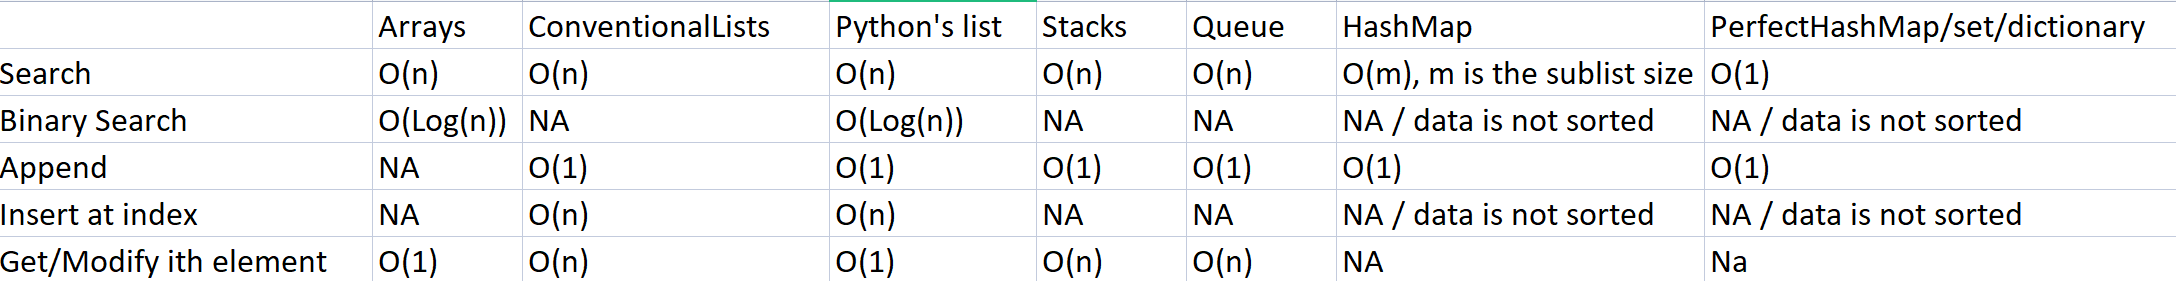 Arrays ConventionalLists Python's list Stacks Queue HashMap PerfectHashMap/set/dictionary
Search O(n) O(n) O(n) O(n) O(n) O(m), m is the sublist size O(1)
Binary Search O(Log(n)) NA O(Log(n)) NA NA NA / data is not sorted NA / data is not sorted
Append NA O(1) O(1) O(1) O(1) O(1) O(1)
Insert at index NA O(n) O(n) NA NA NA / data is not sorted NA / data is not sorted
Get/Modify ith element O(1) O(n) O(1) O(n) O(n) NA Na